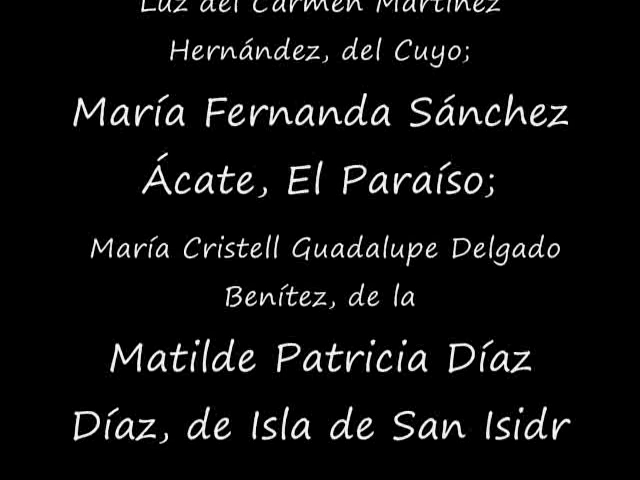 Luz del Carmen Martínez
Hernández, del Cuyo;
María Fernanda Sánchez
Ácate, El Paraíso;
María Cristell Guadalupe Delgado
Benítez, de la
Matilde Patricia Díaz
Díaz, de Isla de San Isidr